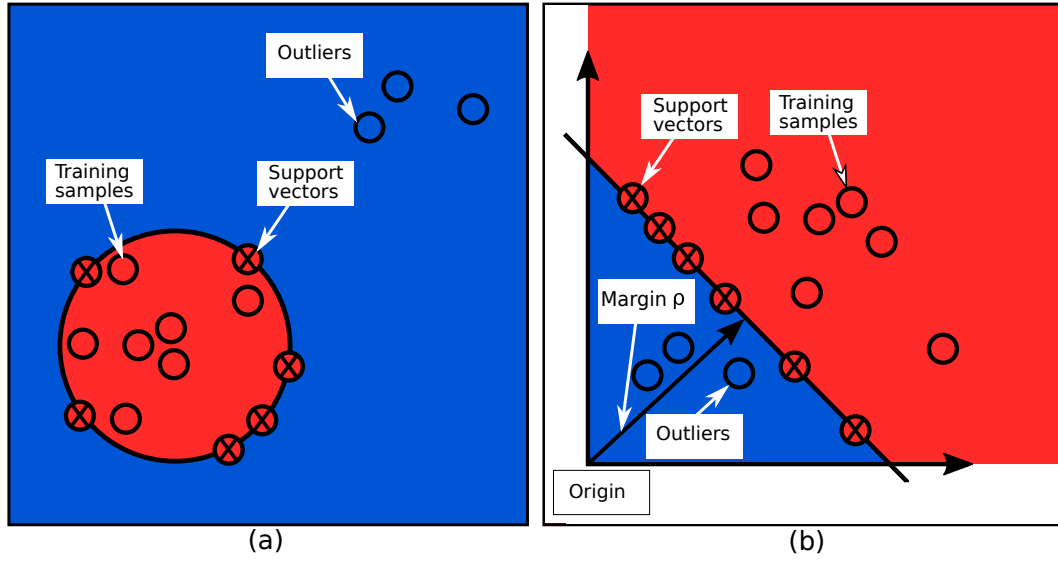 Outliers
Training
samples
Support
vectors
(a)
Support
vectors
Training
samples
Margin ρ
Outliers
Origin
(b)